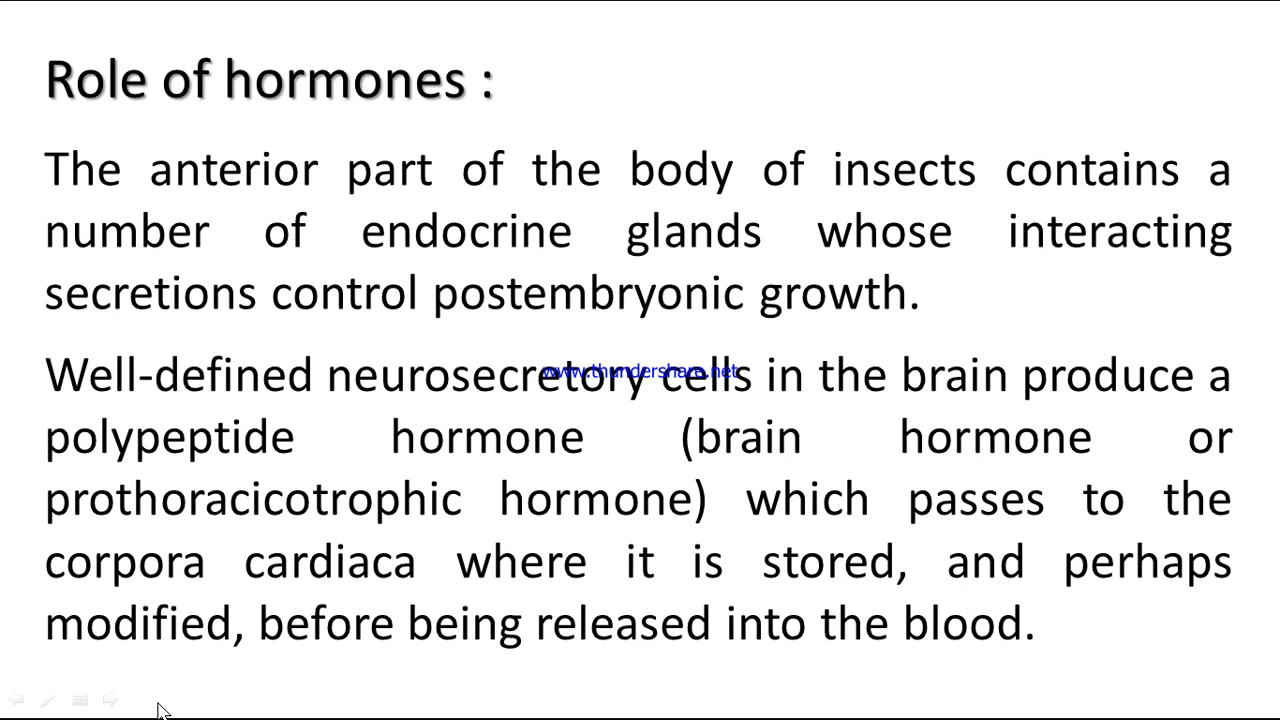 Role of hormones :
The anterior part of the body of insects contains a
number of endocrine glands whose interacting
secretions control postembryonic growth.
Well-defined neurosecretory cells in the brain produce a
www.thundershare.net
polypeptide hormone (brain hormone or
prothoracicotrophic hormone) which passes to the
corpora cardiaca where it is stored, and perhaps
modified, before being released into the blood.